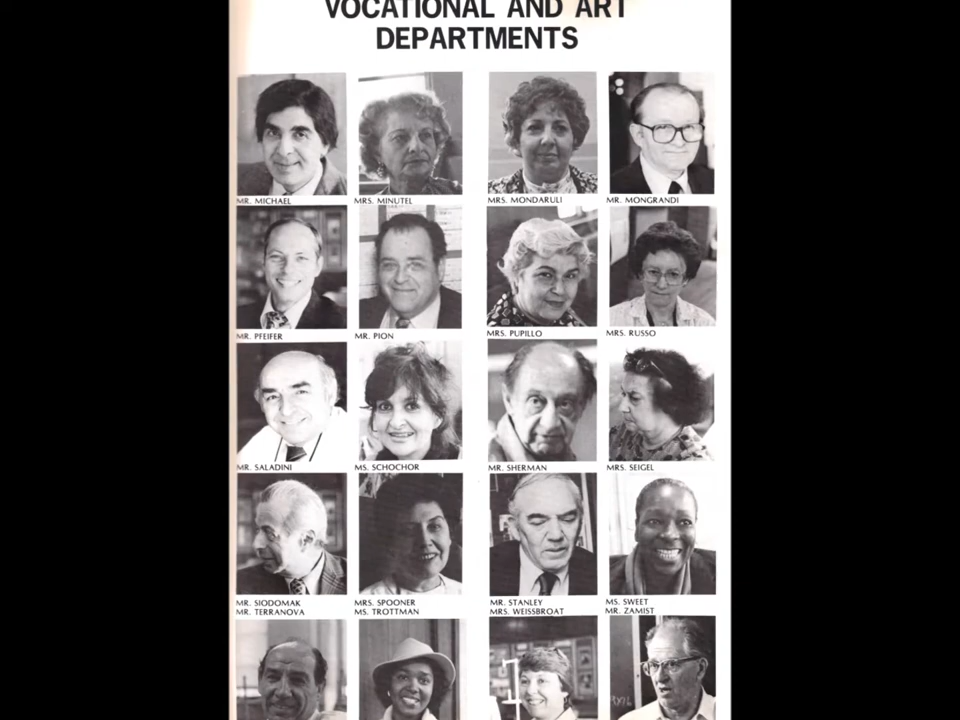 VOCATIONAL AND ART
DEPARTMENTS
MR. MICHAEL
MRS. MINUTEL
MRS. MONDARULI
MR. MONGRANDI
MR. PFEIFER
MR. PION
MRS. PUPILLO
MRS. RUSSO
MR. SALADINI
MS. SCHOCHOR
MR. SHERMAN
MRS. SEIGEL
MR. SIODOMAK
MR. TERRANOVA
MRS. SPOONER
MS. TROTTMAN
MR. STANLEY
MRS. WEISSBROAT
MS. SWEET
MR. ZAMIST